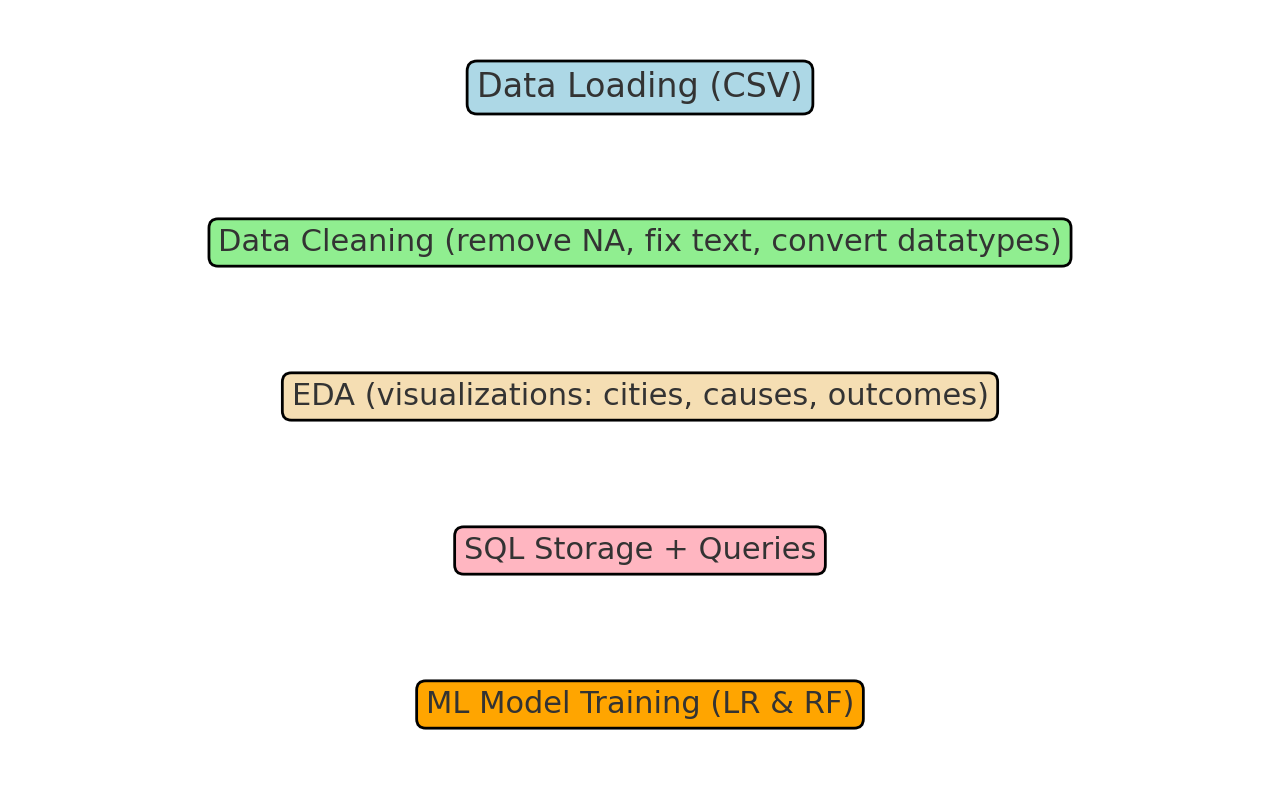 Data Loading (CSV)
Data Cleaning (remove NA, fix text, convert datatypes)
EDA (visualizations: cities, causes, outcomes)
SQL Storage + Queries
ML Model Training (LR & RF)